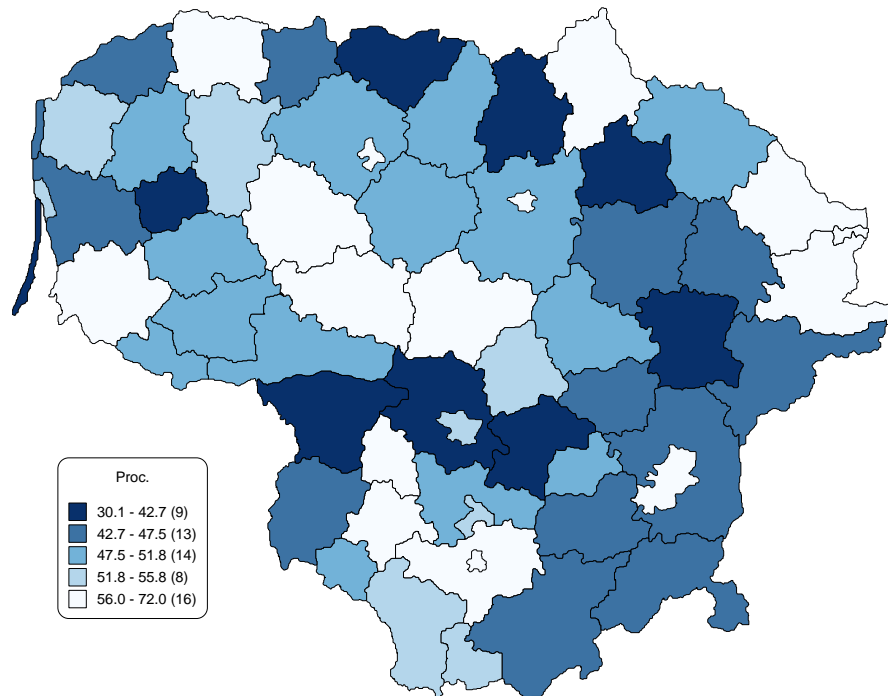 Proc.
30.1 - 42.7 (9)
42.7 - 47.5 (13)
47.5 - 51.8 (14)
51.8 - 55.8 (8)
56.0 - 72.0 (16)